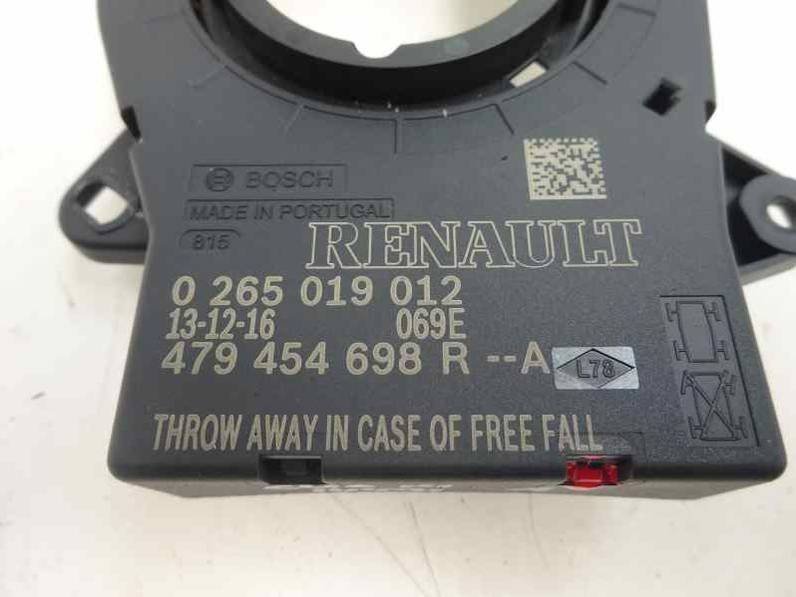 BOSCH
MADE IN PORTUGAL
815
RENAULT
0 265 019 012
13-12-16 069E
479 454 698 R --A L78
THROW AWAY IN CASE OF FREE FALL